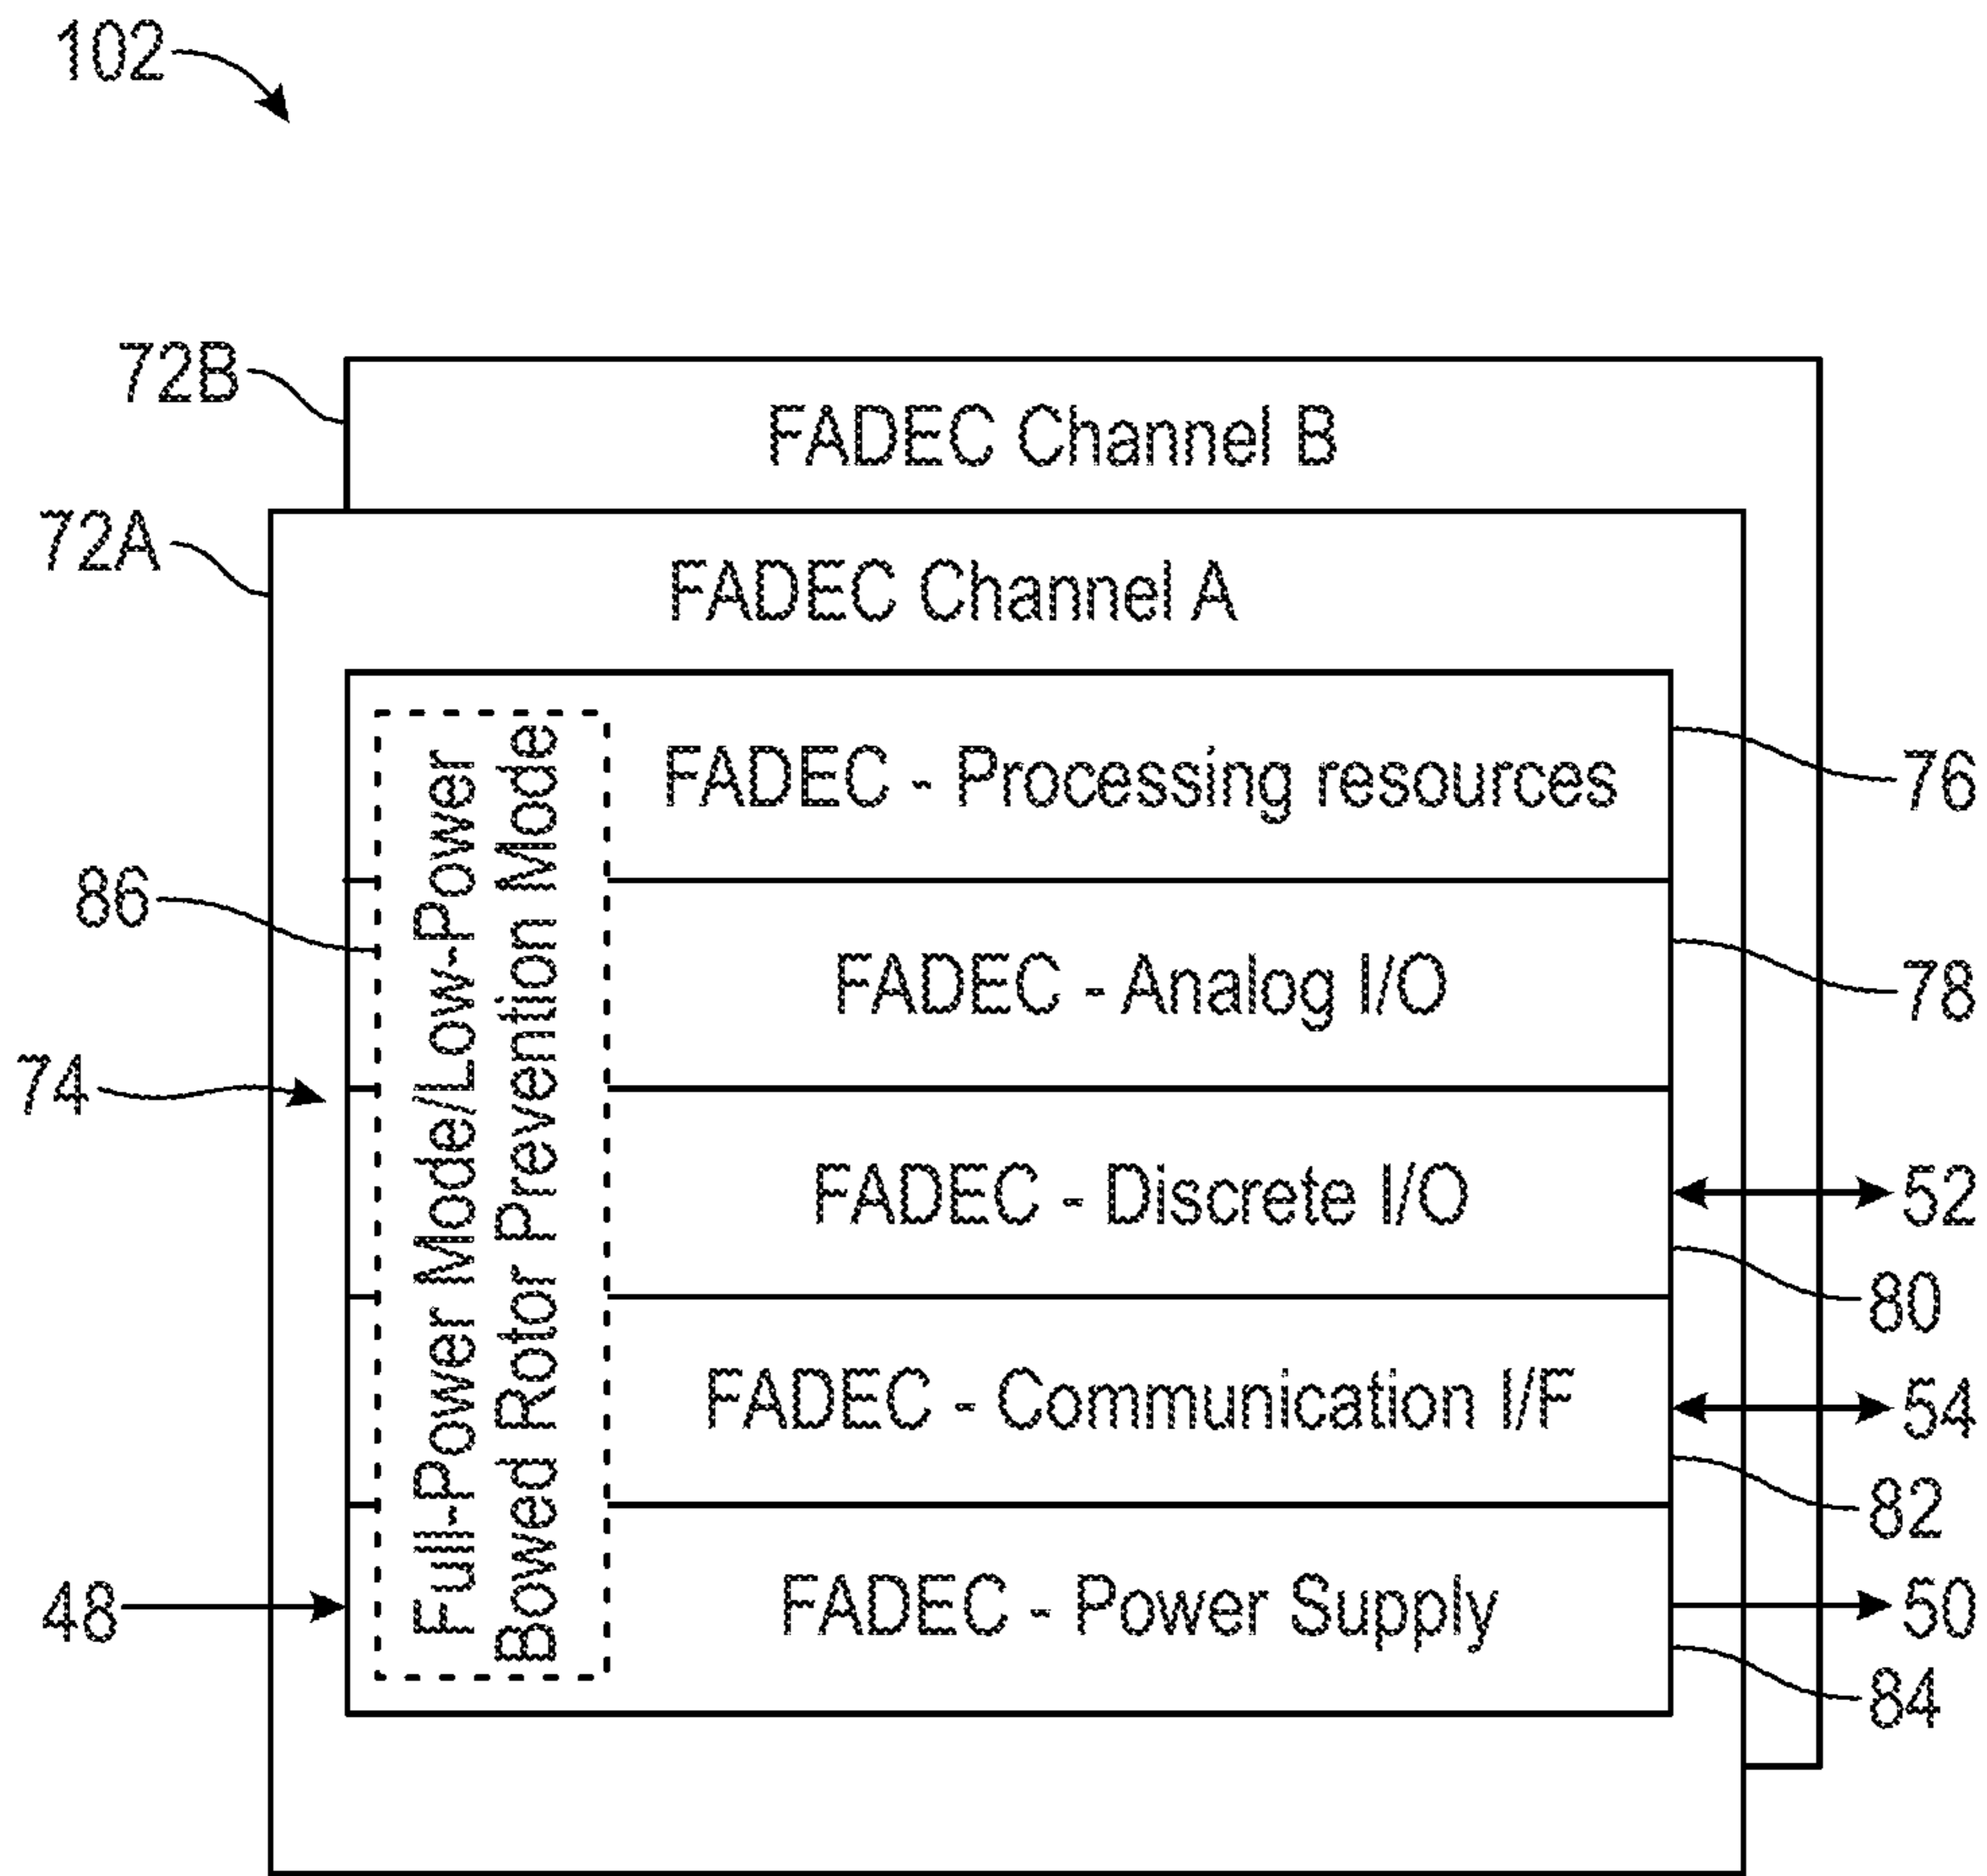 102
72B
FADEC Channel B
72A
FADEC Channel A
Full-Power Mode/Low-Power
Bowed Rotor Prevention Mode
FADEC - Processing resources
76
86
FADEC - Analog I/O
78
74
FADEC - Discrete I/O
52
80
FADEC - Communication I/F
54
82
48
FADEC - Power Supply
50
84